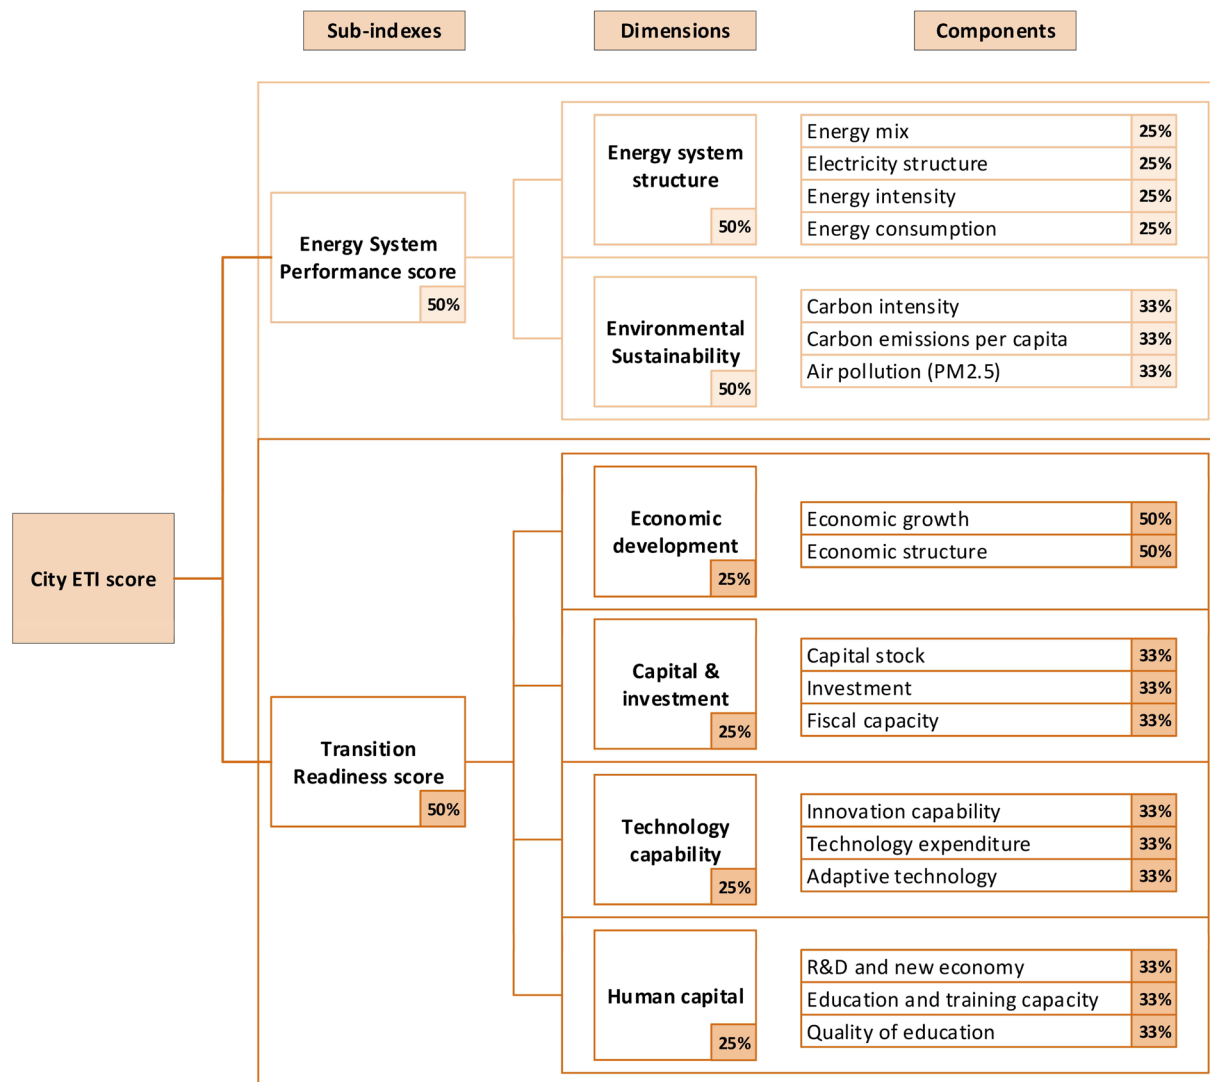 Sub-indexes
Dimensions
Components
City ETI score
Energy System
Performance score
50%
Energy system
structure
50%
Energy mix 25%
Electricity structure 25%
Energy intensity 25%
Energy consumption 25%
Environmental
Sustainability
50%
Carbon intensity 33%
Carbon emissions per capita 33%
Air pollution (PM2.5) 33%
Transition
Readiness score
50%
Economic
development
25%
Economic growth 50%
Economic structure 50%
Capital &
investment
25%
Capital stock 33%
Investment 33%
Fiscal capacity 33%
Technology
capability
25%
Innovation capability 33%
Technology expenditure 33%
Adaptive technology 33%
Human capital
25%
R&D and new economy 33%
Education and training capacity 33%
Quality of education 33%